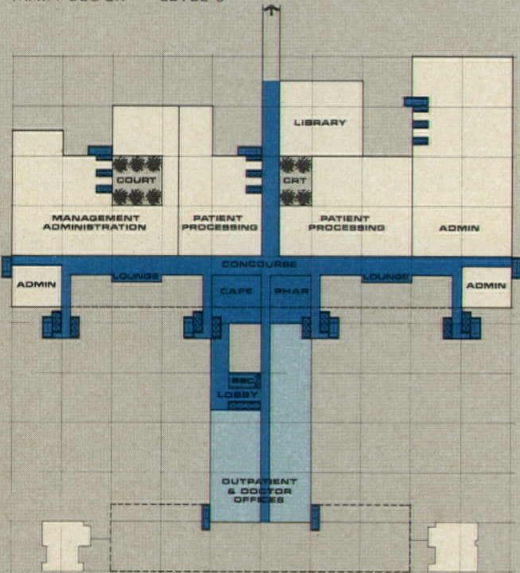 LIBRARY
COURT
CRT
MANAGEMENT
ADMINISTRATION
PATIENT
PROCESSING
PATIENT
PROCESSING
ADMIN
CONCOURSE
ADMIN
LOUNGE
CAFE
PHAR
LOUNGE
ADMIN
LOBBY
OUTPATIENT
& DOCTOR
OFFICES